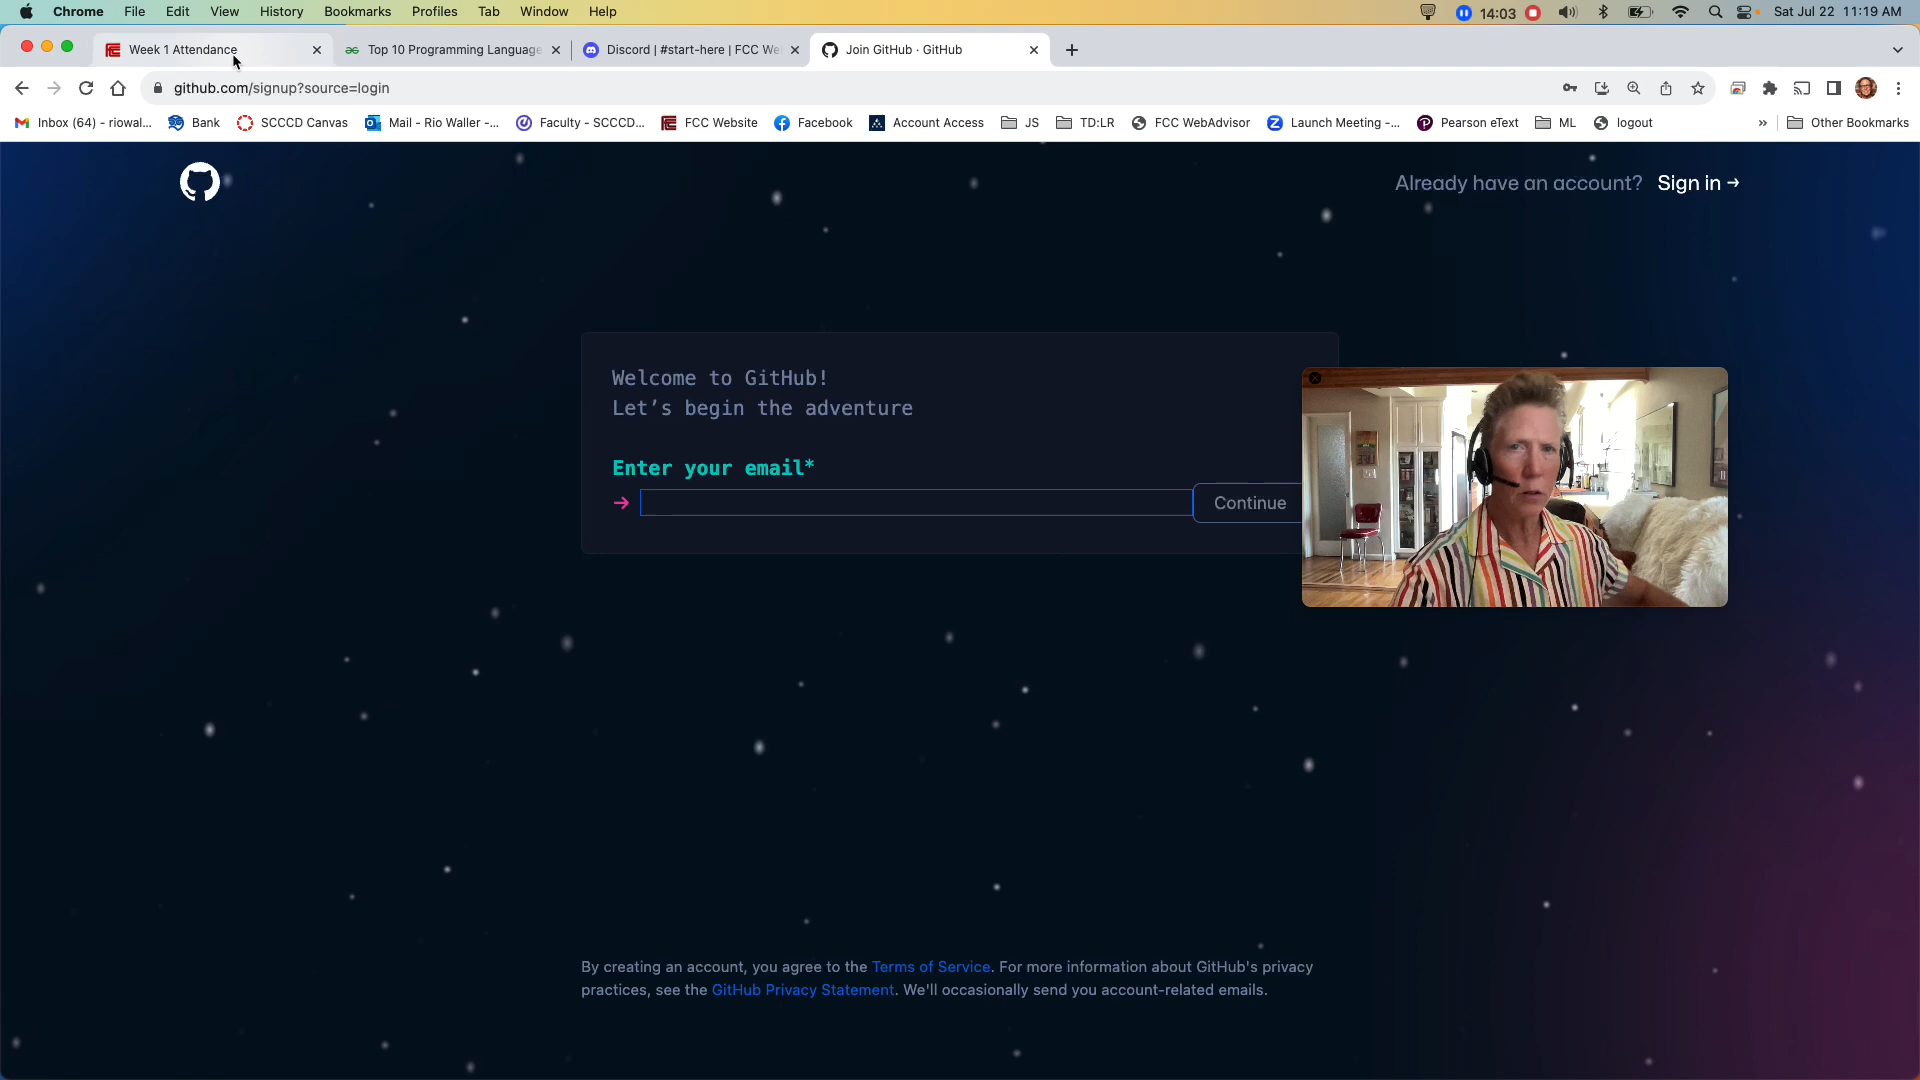 Chrome File Edit View History Bookmarks Profiles Tab Window Help 14:03 Sat Jul 22 11:19 AM
Week 1 Attendance Top 10 Programming Language Discord | #start-here | FCC We Join GitHub · GitHub
github.com/signup?source=login
Inbox (64) - riowal... Bank SCCCD Canvas Mail - Rio Waller -... Faculty - SCCCD... FCC Website Facebook Account Access JS TD:LR FCC WebAdvisor Launch Meeting -... Pearson eText ML logout » Other Bookmarks
Already have an account? Sign in →
Welcome to GitHub!
Let’s begin the adventure
Enter your email*
→ Continue
By creating an account, you agree to the Terms of Service. For more information about GitHub's privacy
practices, see the GitHub Privacy Statement. We'll occasionally send you account-related emails.